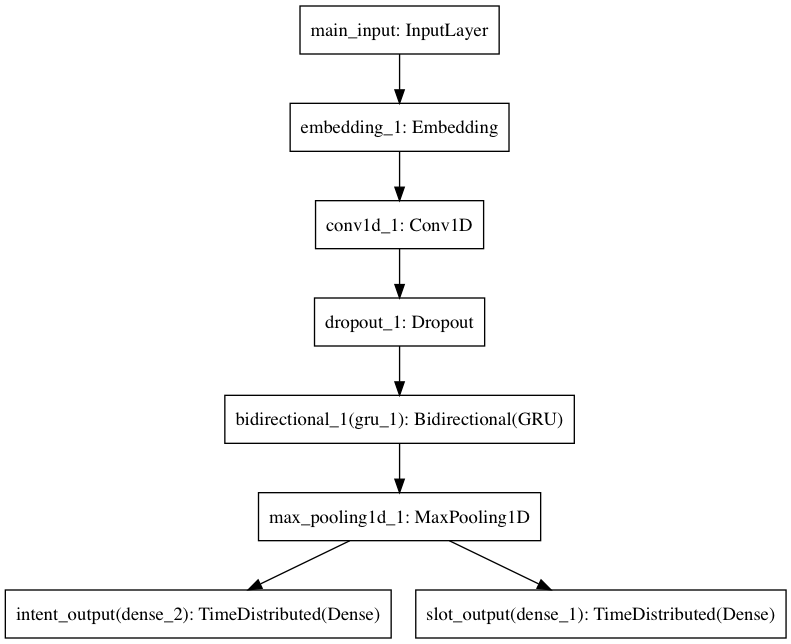 main_input: InputLayer
embedding_1: Embedding
conv1d_1: Conv1D
dropout_1: Dropout
bidirectional_1(gru_1): Bidirectional(GRU)
max_pooling1d_1: MaxPooling1D
intent_output(dense_2): TimeDistributed(Dense)
slot_output(dense_1): TimeDistributed(Dense)